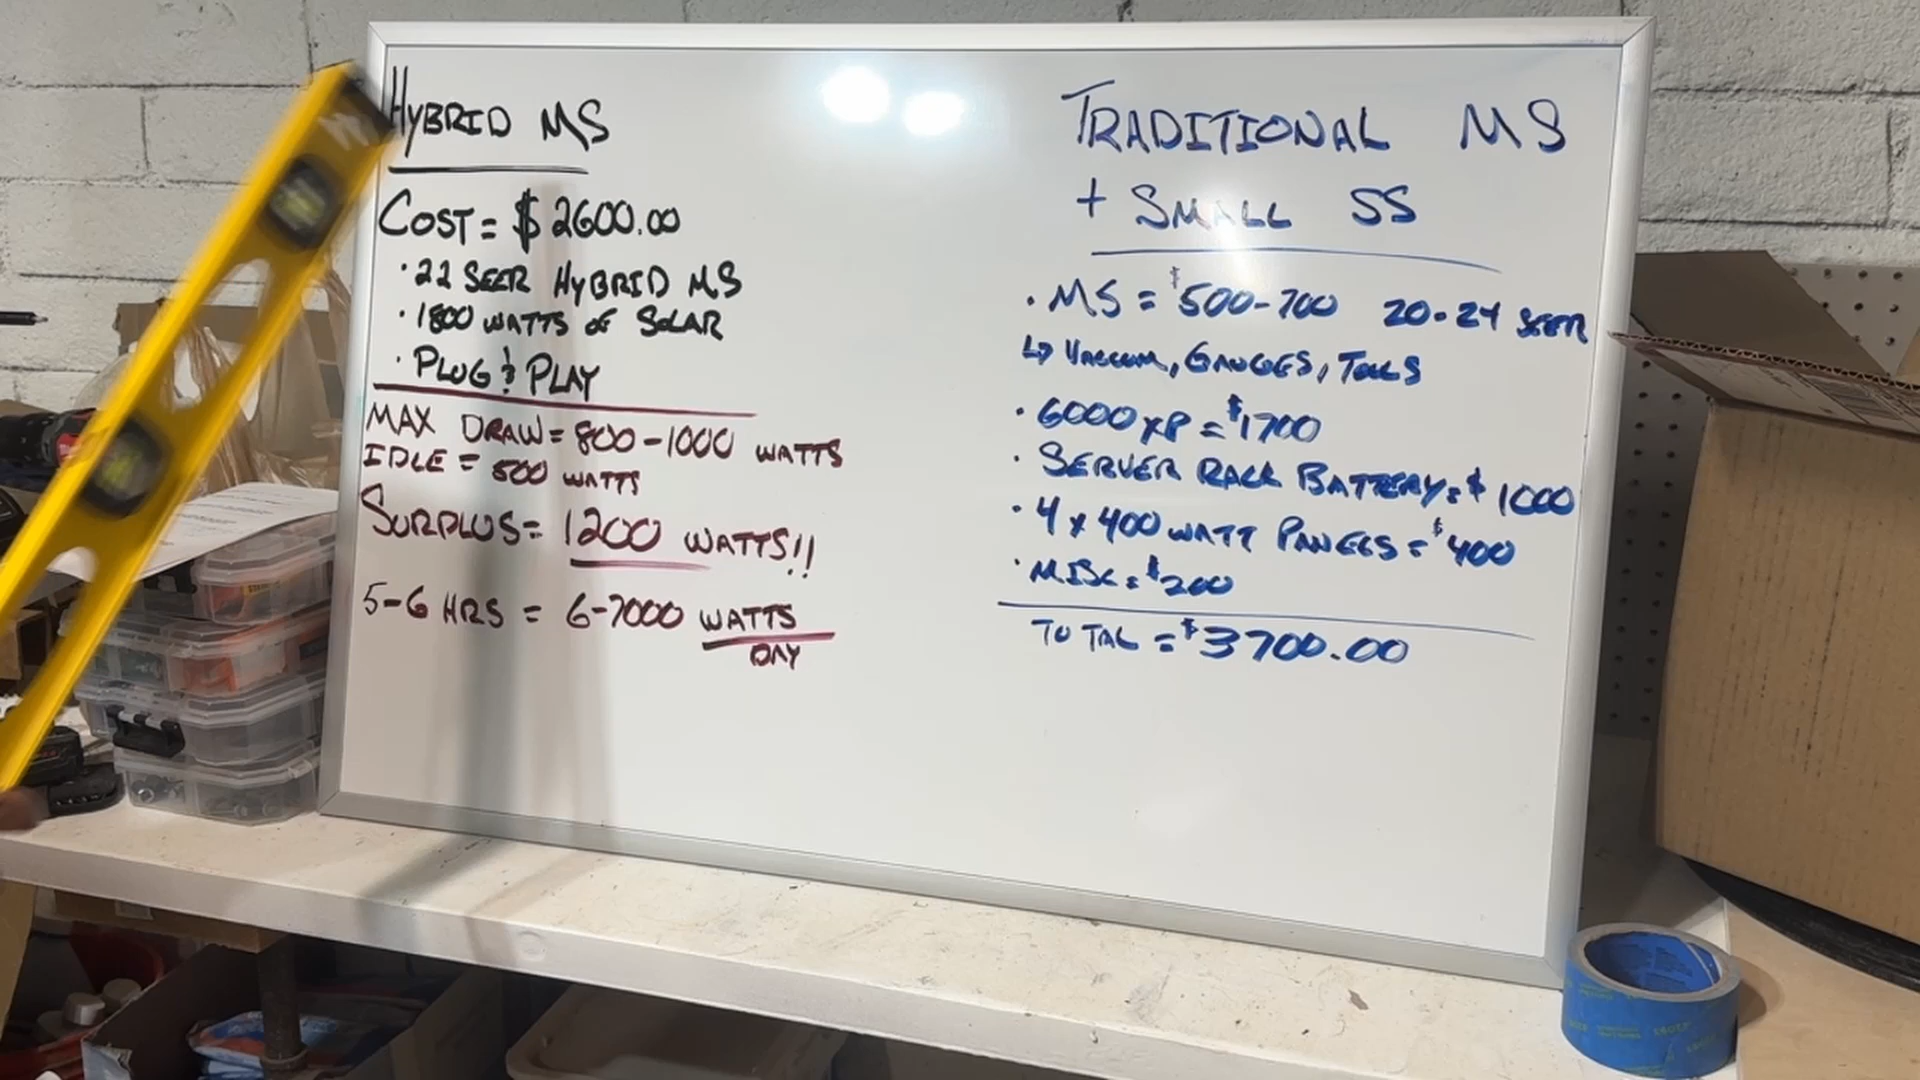 HYBRID MS
COST = $2600.00
· 22 SEER HYBRID MS
· 1800 WATTS OF SOLAR
· PLUG & PLAY
MAX DRAW = 800-1000 WATTS
IDLE = 500 WATTS
SURPLUS = 1200 WATTS!!
5-6 HRS = 6-7000 WATTS
DAY
TRADITIONAL MS
+ SMALL SS
· MS = $500-700 20-24 SEER
↳ VACCUM, GAUGES, TOOLS
· 6000 XP = $1700
· SERVER RACK BATTERY = $1000
· 4 x 400 WATT PANELS = $400
· MISC = $200
TOTAL = $3700.00